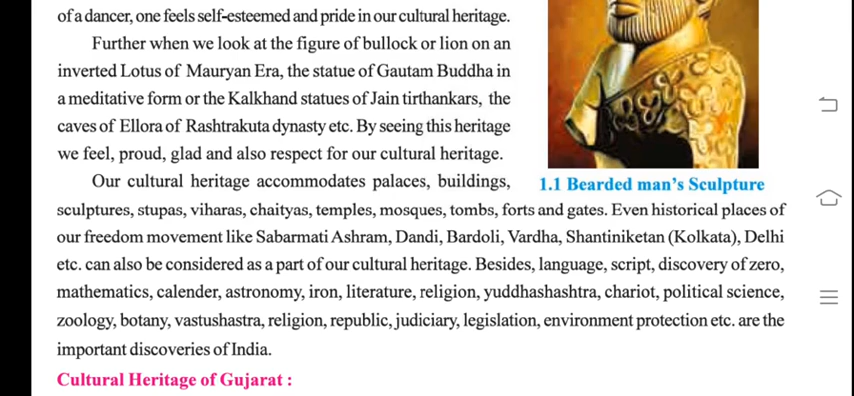 of a dancer, one feels self-esteemed and pride in our cultural heritage.
Further when we look at the figure of bullock or lion on an
inverted Lotus of Mauryan Era, the statue of Gautam Buddha in
a meditative form or the Kalkhand statues of Jain tirthankars, the
caves of Ellora of Rashtrakuta dynasty etc. By seeing this heritage
we feel, proud, glad and also respect for our cultural heritage.
Our cultural heritage accommodates palaces, buildings,
1.1 Bearded man's Sculpture
sculptures, stupas, viharas, chaityas, temples, mosques, tombs, forts and gates. Even historical places of
our freedom movement like Sabarmati Ashram, Dandi, Bardoli, Vardha, Shantiniketan (Kolkata), Delhi
etc. can also be considered as a part of our cultural heritage. Besides, language, script, discovery of zero,
mathematics, calender, astronomy, iron, literature, religion, yuddhashashtra, chariot, political science,
zoology, botany, vastushastra, religion, republic, judiciary, legislation, environment protection etc. are the
important discoveries of India.
Cultural Heritage of Gujarat :